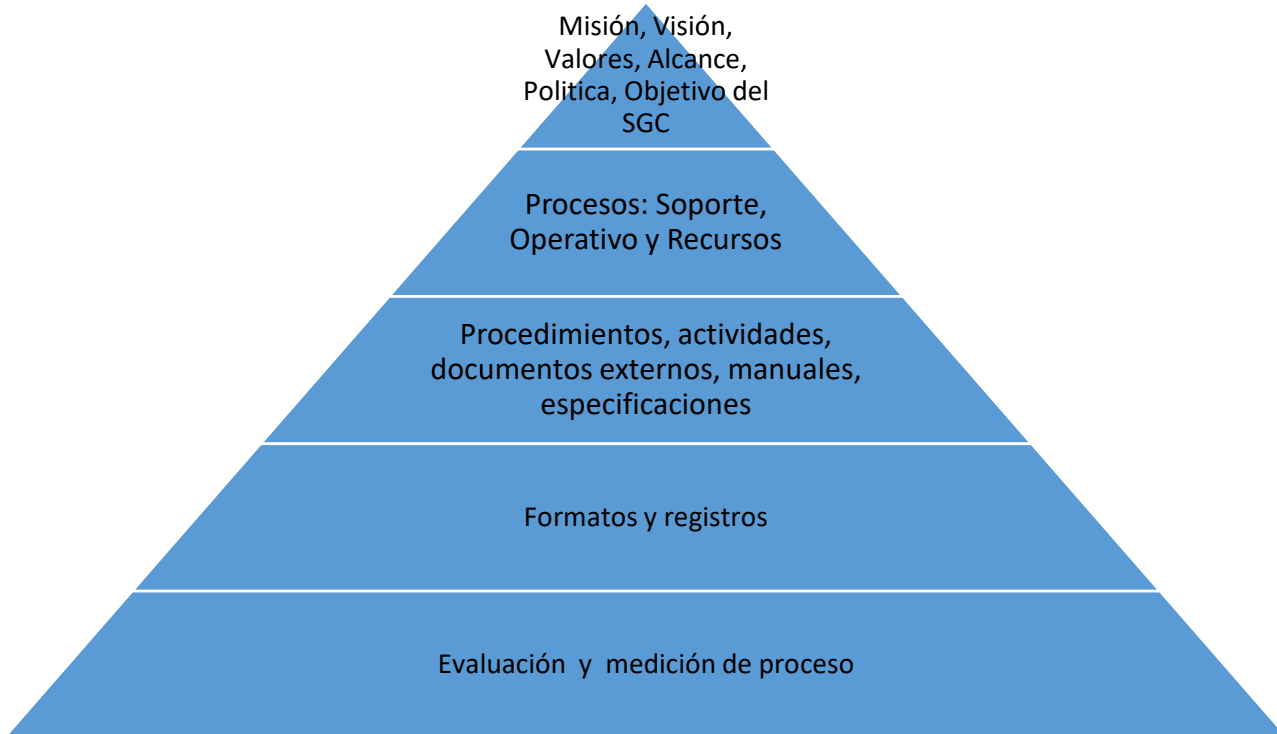 Misión, Visión,
Valores, Alcance,
Politica, Objetivo del
SGC
Procesos: Soporte,
Operativo y Recursos
Procedimientos, actividades,
documentos externos, manuales,
especificaciones
Formatos y registros
Evaluación  y  medición de proceso